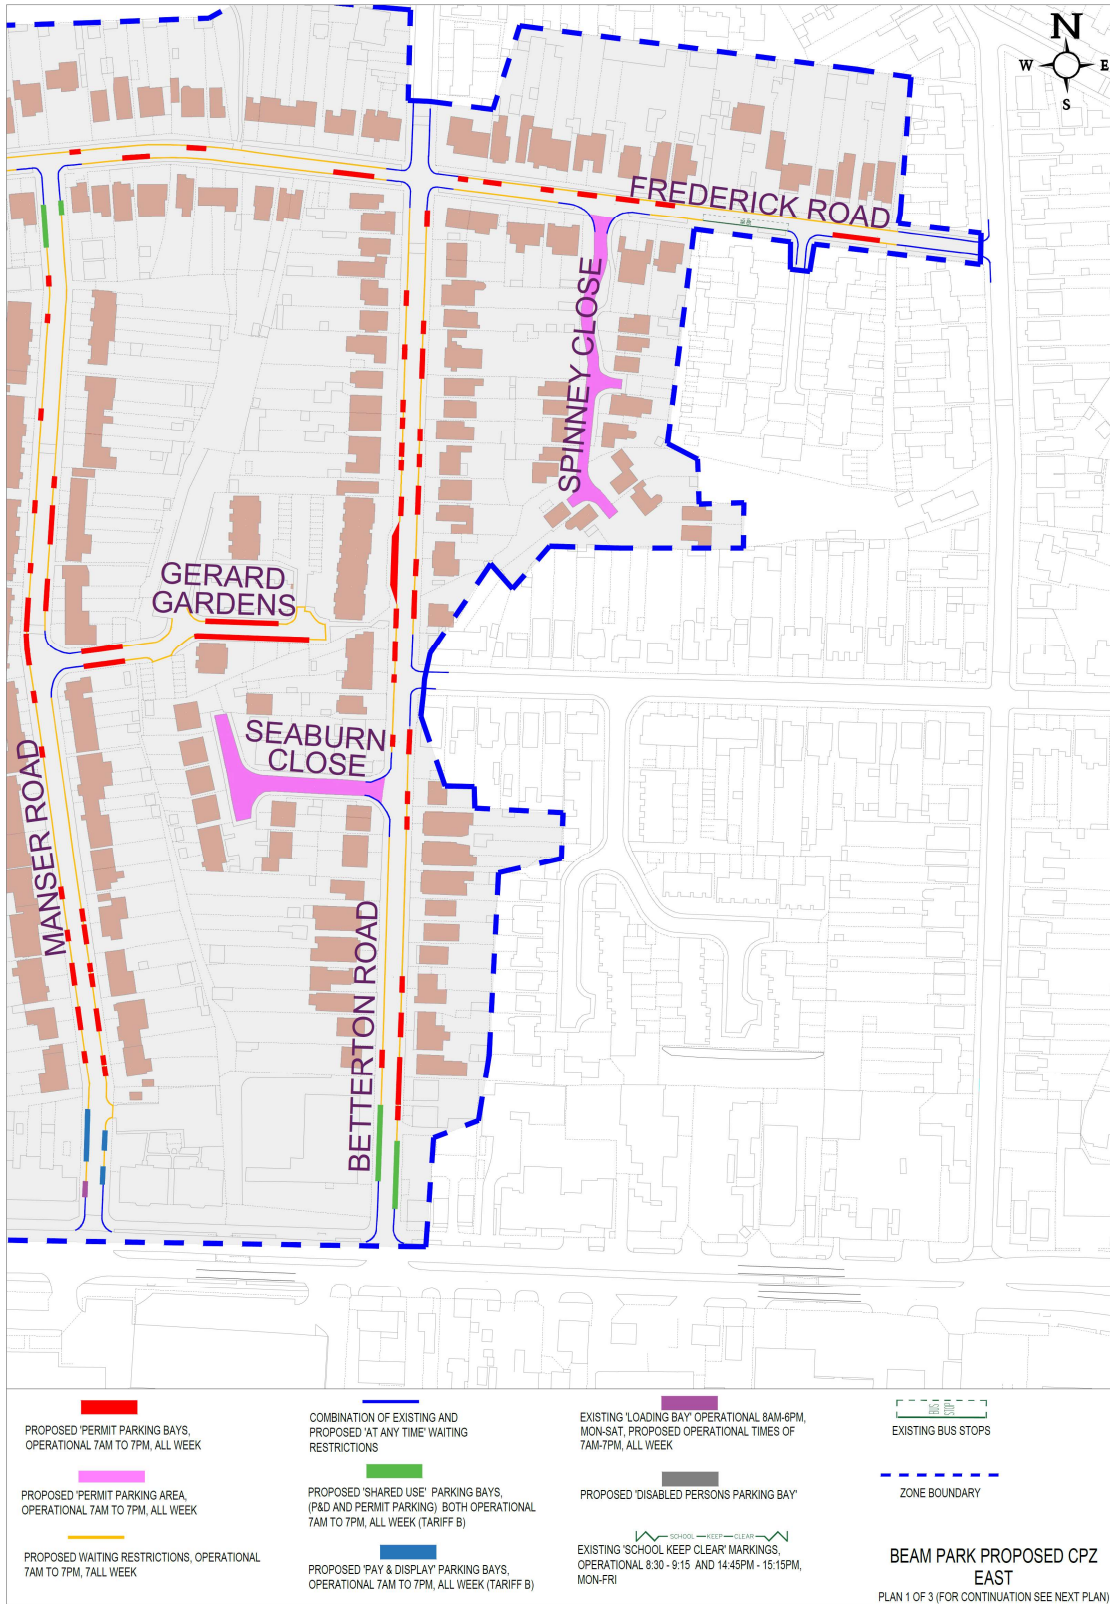 N
W E
S
FREDERICK ROAD
SPINNEY CLOSE
GERARD
GARDENS
SEABURN
CLOSE
MANSER ROAD
BETTERTON ROAD
PROPOSED 'PERMIT PARKING BAYS,
OPERATIONAL 7AM TO 7PM, ALL WEEK
PROPOSED 'PERMIT PARKING AREA,
OPERATIONAL 7AM TO 7PM, ALL WEEK
PROPOSED WAITING RESTRICTIONS, OPERATIONAL
7AM TO 7PM, 7ALL WEEK
COMBINATION OF EXISTING AND
PROPOSED 'AT ANY TIME' WAITING
RESTRICTIONS
PROPOSED 'SHARED USE' PARKING BAYS,
(P&D AND PERMIT PARKING) BOTH OPERATIONAL
7AM TO 7PM, ALL WEEK (TARIFF B)
PROPOSED 'PAY & DISPLAY' PARKING BAYS,
OPERATIONAL 7AM TO 7PM, ALL WEEK (TARIFF B)
EXISTING 'LOADING BAY' OPERATIONAL 8AM-6PM,
MON-SAT, PROPOSED OPERATIONAL TIMES OF
7AM-7PM, ALL WEEK
PROPOSED 'DISABLED PERSONS PARKING BAY'
SCHOOL KEEP CLEAR
EXISTING 'SCHOOL KEEP CLEAR' MARKINGS,
OPERATIONAL 8:30 - 9:15 AND 14:45PM - 15:15PM,
MON-FRI
BUS
STOP
EXISTING BUS STOPS
ZONE BOUNDARY
BEAM PARK PROPOSED CPZ
EAST
PLAN 1 OF 3 (FOR CONTINUATION SEE NEXT PLAN)